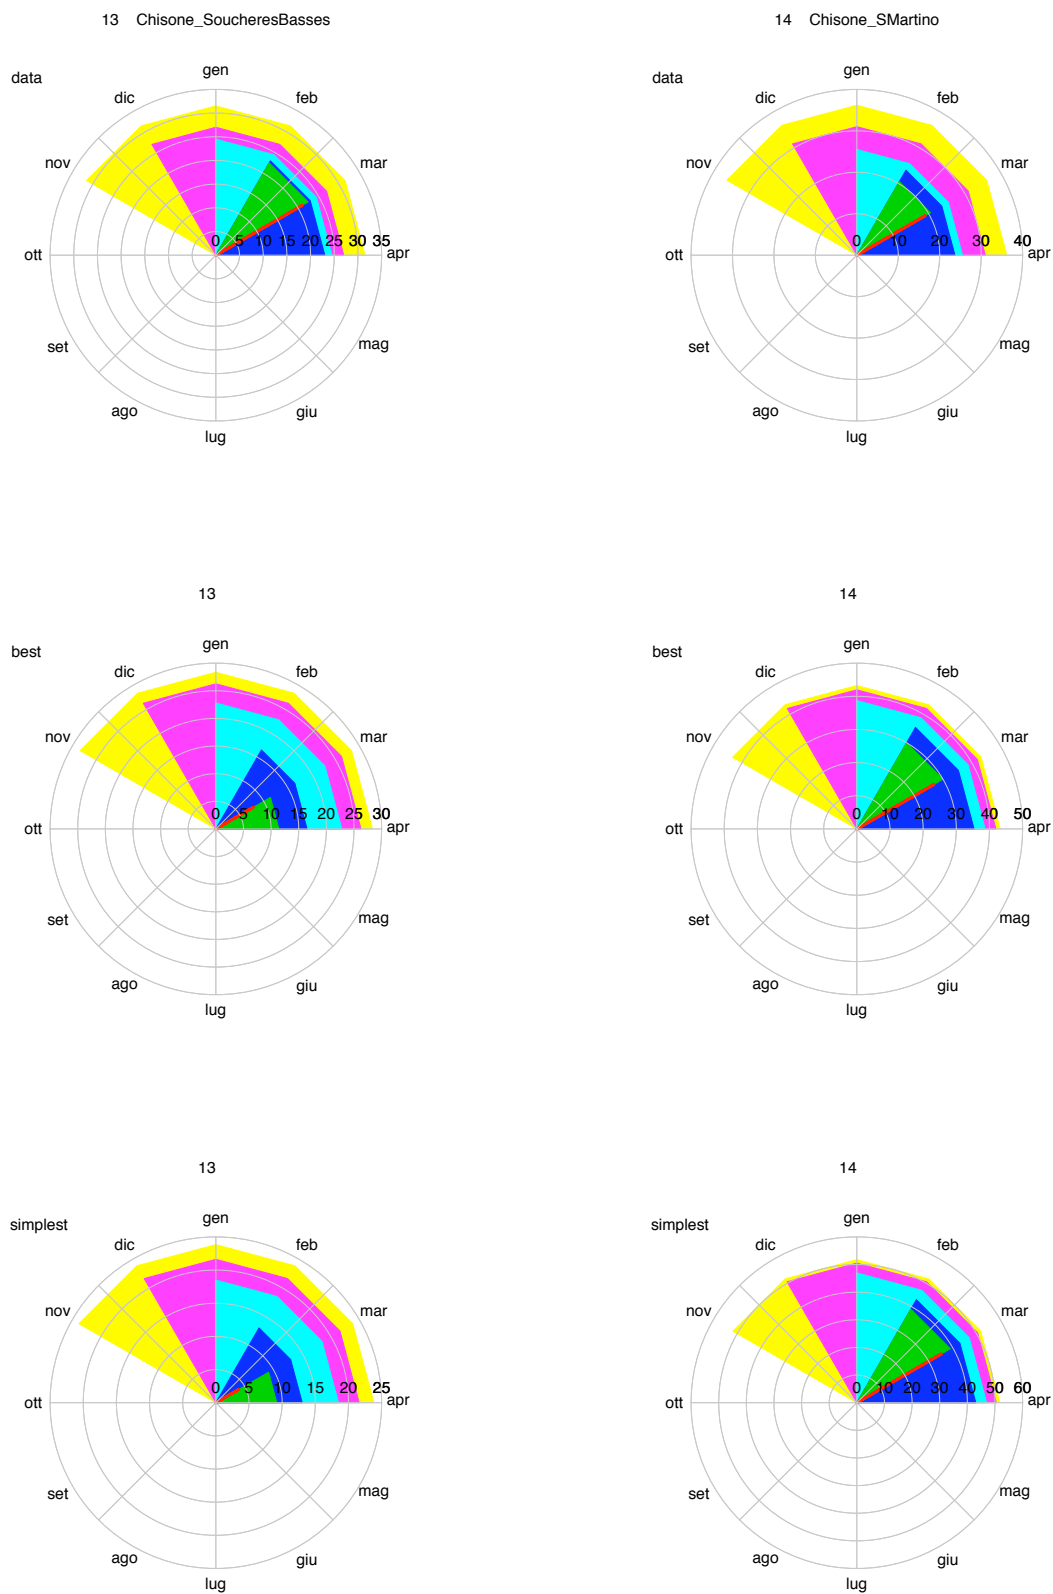 13 Chisone_SoucheresBasses
14 Chisone_SMartino
data
gen
feb
mar
apr
mag
giu
lug
ago
set
ott
nov
dic
0 5 10 15 20 25 30 35
data
gen
feb
mar
apr
mag
giu
lug
ago
set
ott
nov
dic
0 10 20 30 40
13
14
best
gen
feb
mar
apr
mag
giu
lug
ago
set
ott
nov
dic
0 5 10 15 20 25 30
best
gen
feb
mar
apr
mag
giu
lug
ago
set
ott
nov
dic
0 10 20 30 40 50
13
14
simplest
gen
feb
mar
apr
mag
giu
lug
ago
set
ott
nov
dic
0 5 10 15 20 25
simplest
gen
feb
mar
apr
mag
giu
lug
ago
set
ott
nov
dic
0 10 20 30 40 50 60